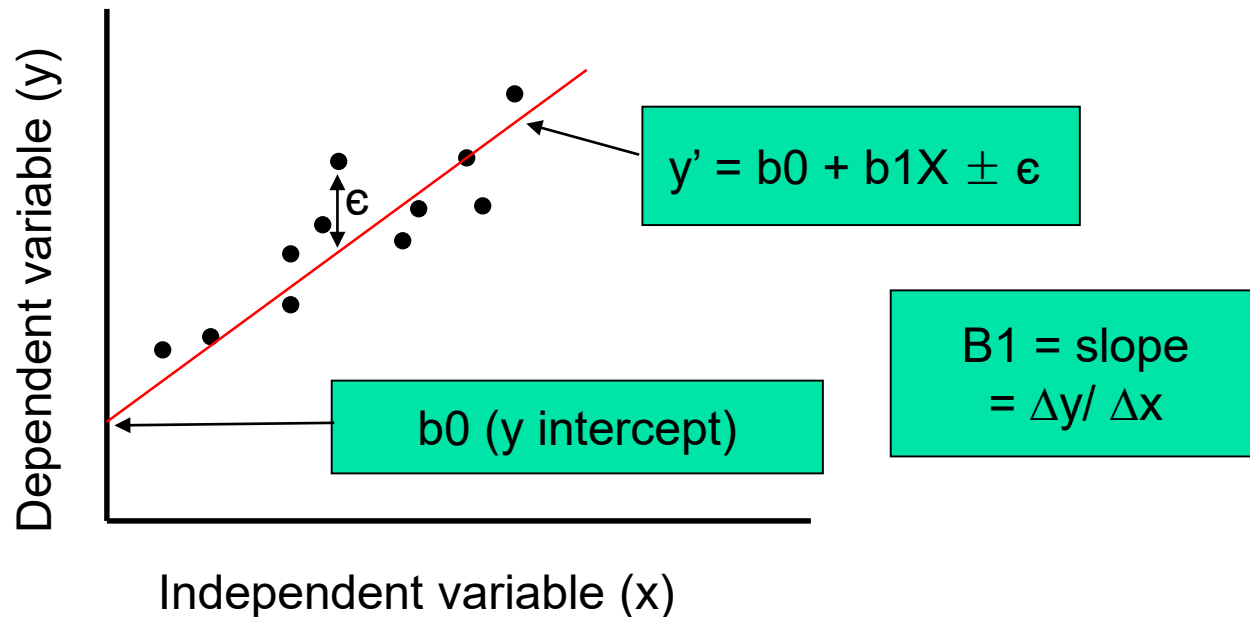 Dependent variable (y)
y’ = b0 + b1X ± є
є
B1 = slope
= Δy/ Δx
b0 (y intercept)
Independent variable (x)